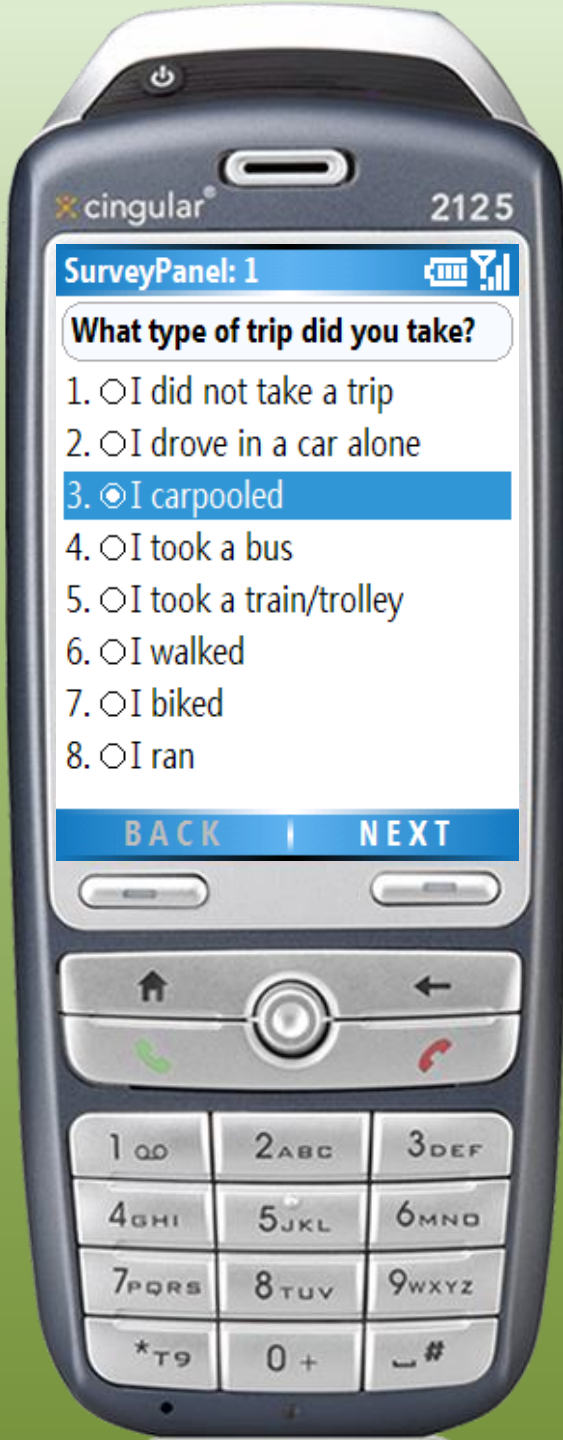 cingular® 2125
SurveyPanel: 1
What type of trip did you take?
1. I did not take a trip
2. I drove in a car alone
3. I carpooled
4. I took a bus
5. I took a train/trolley
6. I walked
7. I biked
8. I ran
BACK NEXT
1 2ABC 3DEF
4GHI 5JKL 6MNO
7PQRS 8TUV 9WXYZ
*T9 0+ #